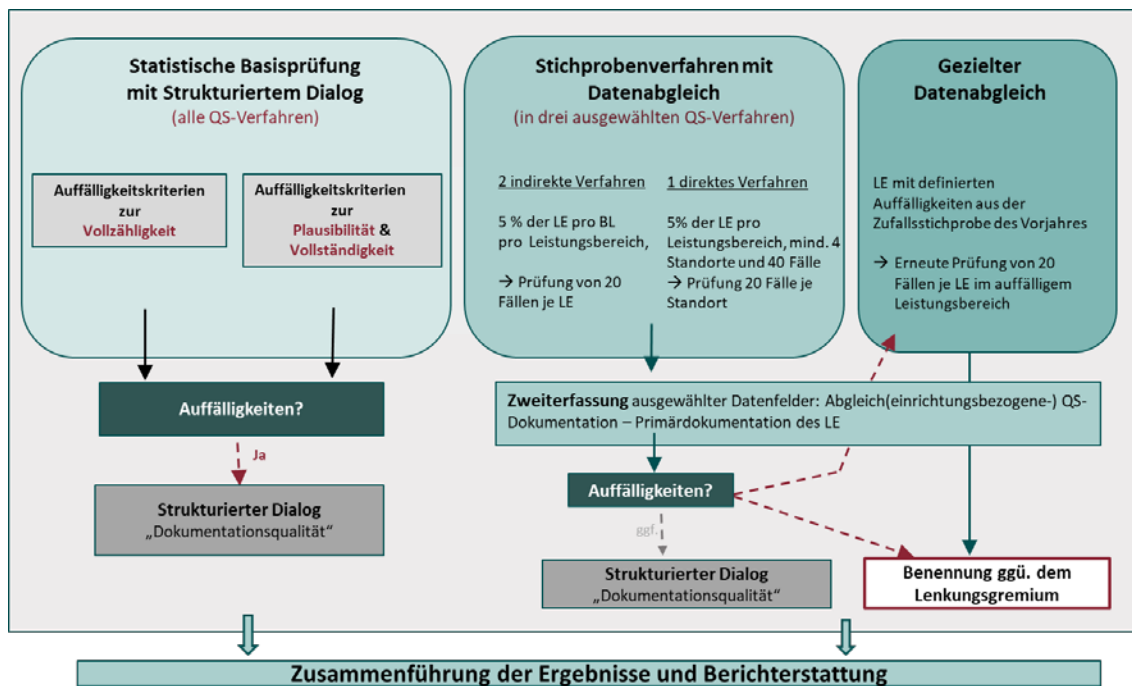 Statistische Basisprüfung
mit Strukturiertem Dialog
(alle QS-Verfahren)
Auffälligkeitskriterien
zur
Vollzähligkeit
Auffälligkeitskriterien
zur
Plausibilität &
Vollständigkeit
Auffälligkeiten?
Ja
Strukturierter Dialog
„Dokumentationsqualität“
Stichprobenverfahren mit
Datenabgleich
(in drei ausgewählten QS-Verfahren)
2 indirekte Verfahren
5 % der LE pro BL
pro Leistungsbereich,
→ Prüfung von 20
Fällen je LE
1 direktes Verfahren
5% der LE pro
Leistungsbereich, mind. 4
Standorte und 40 Fälle
→ Prüfung 20 Fälle je
Standort
Gezielter
Datenabgleich
LE mit definierten
Auffälligkeiten aus der
Zufallsstichprobe des Vorjahres
→ Erneute Prüfung von 20
Fällen je LE im auffälligem
Leistungsbereich
Zweiterfassung ausgewählter Datenfelder: Abgleich(einrichtungsbezogene-) QS-
Dokumentation – Primärdokumentation des LE
Auffälligkeiten?
ggf.
Strukturierter Dialog
„Dokumentationsqualität“
Benennung ggü. dem
Lenkungsgremium
Zusammenführung der Ergebnisse und Berichterstattung